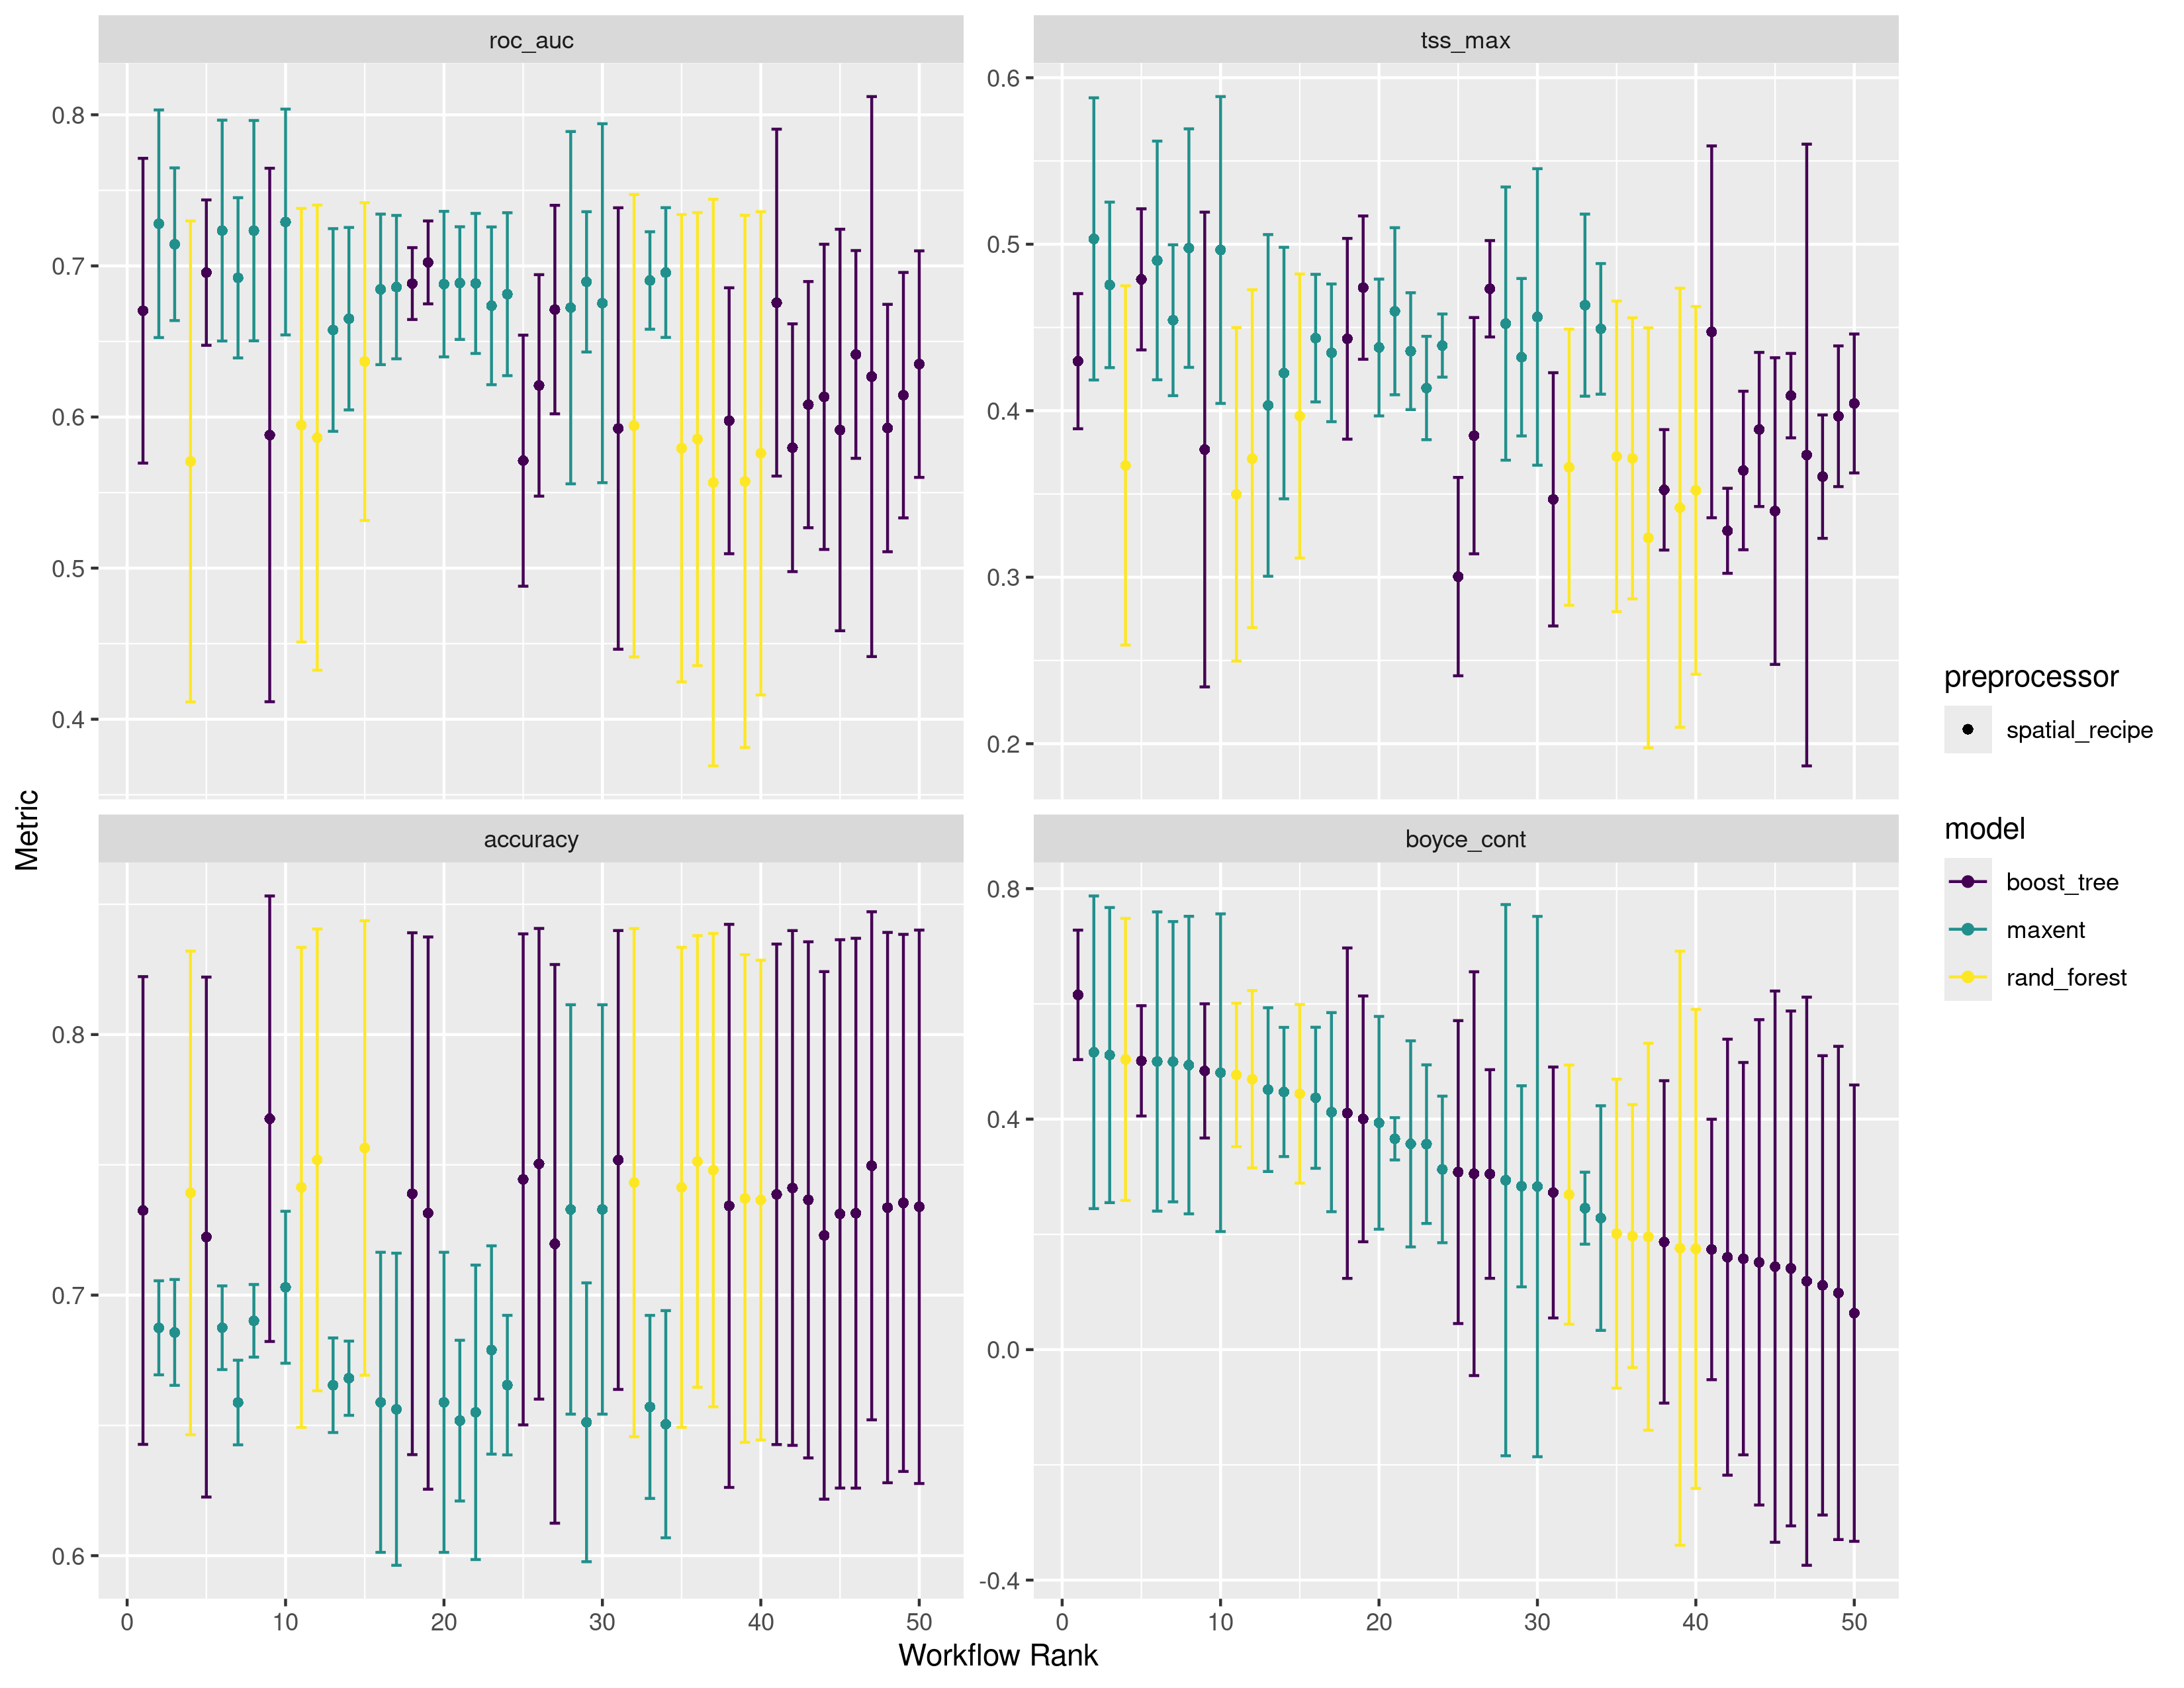 roc_auc
tss_max
0.8
0.7
0.6
0.5
0.4
0.6
0.5
0.4
0.3
0.2
accuracy
boyce_cont
0.8
0.7
0.6
0.8
0.4
0.0
-0.4
0 10 20 30 40 50
0 10 20 30 40 50
Workflow Rank
Metric
preprocessor
spatial_recipe
model
boost_tree
maxent
rand_forest